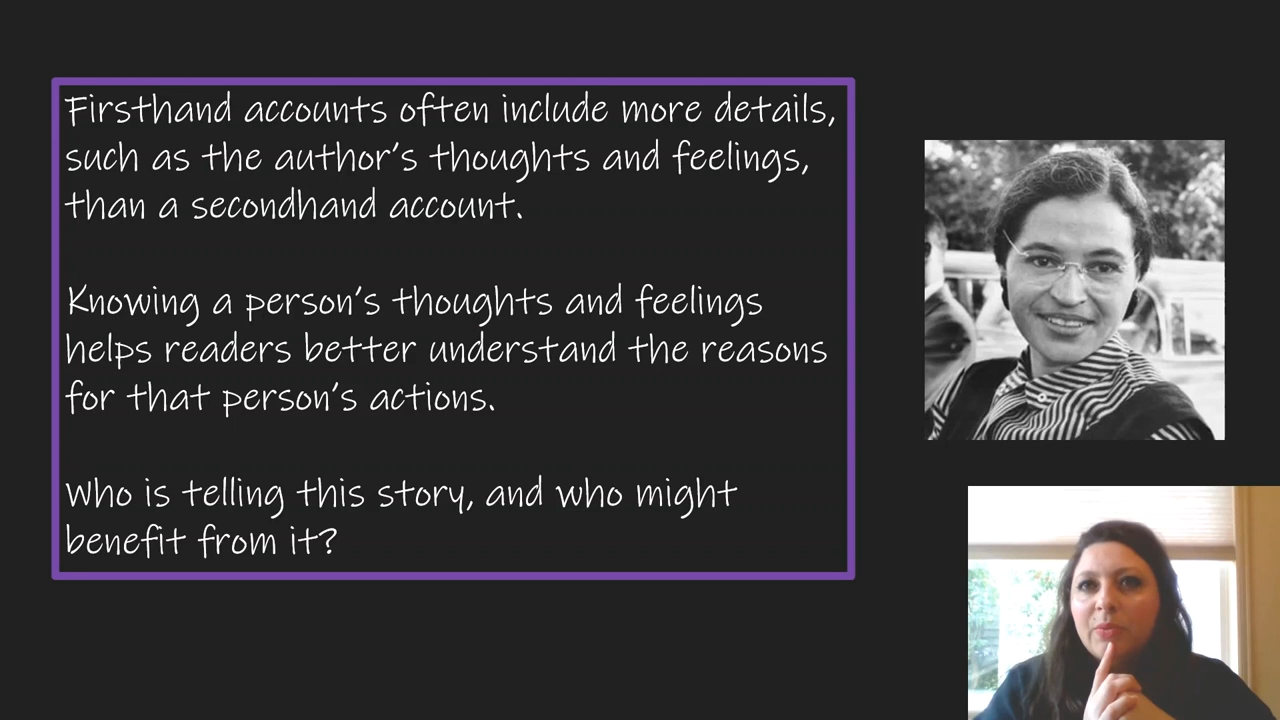 Firsthand accounts often include more details,
such as the author's thoughts and feelings,
than a secondhand account.
Knowing a person's thoughts and feelings
helps readers better understand the reasons
for that person's actions.
Who is telling this story, and who might
benefit from it?